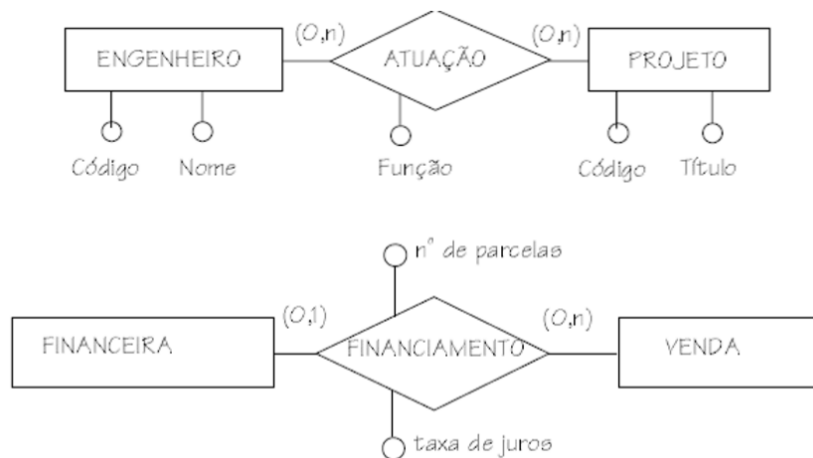 (0,n) (0,n)
ENGENHEIRO ATUAÇÃO PROJETO
Código Nome Função Código Título
nº de parcelas
(0,1) (0,n)
FINANCEIRA FINANCIAMENTO VENDA
taxa de juros